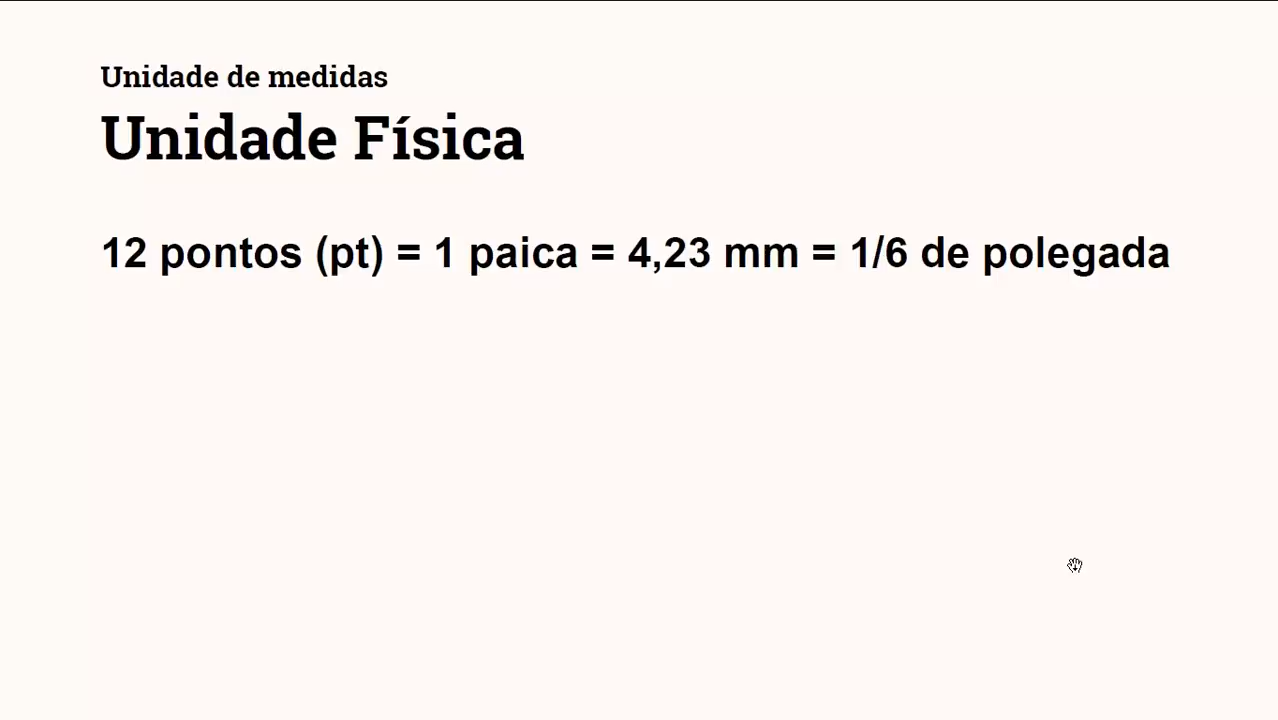 Unidade de medidas
Unidade Física
12 pontos (pt) = 1 paica = 4,23 mm = 1/6 de polegada